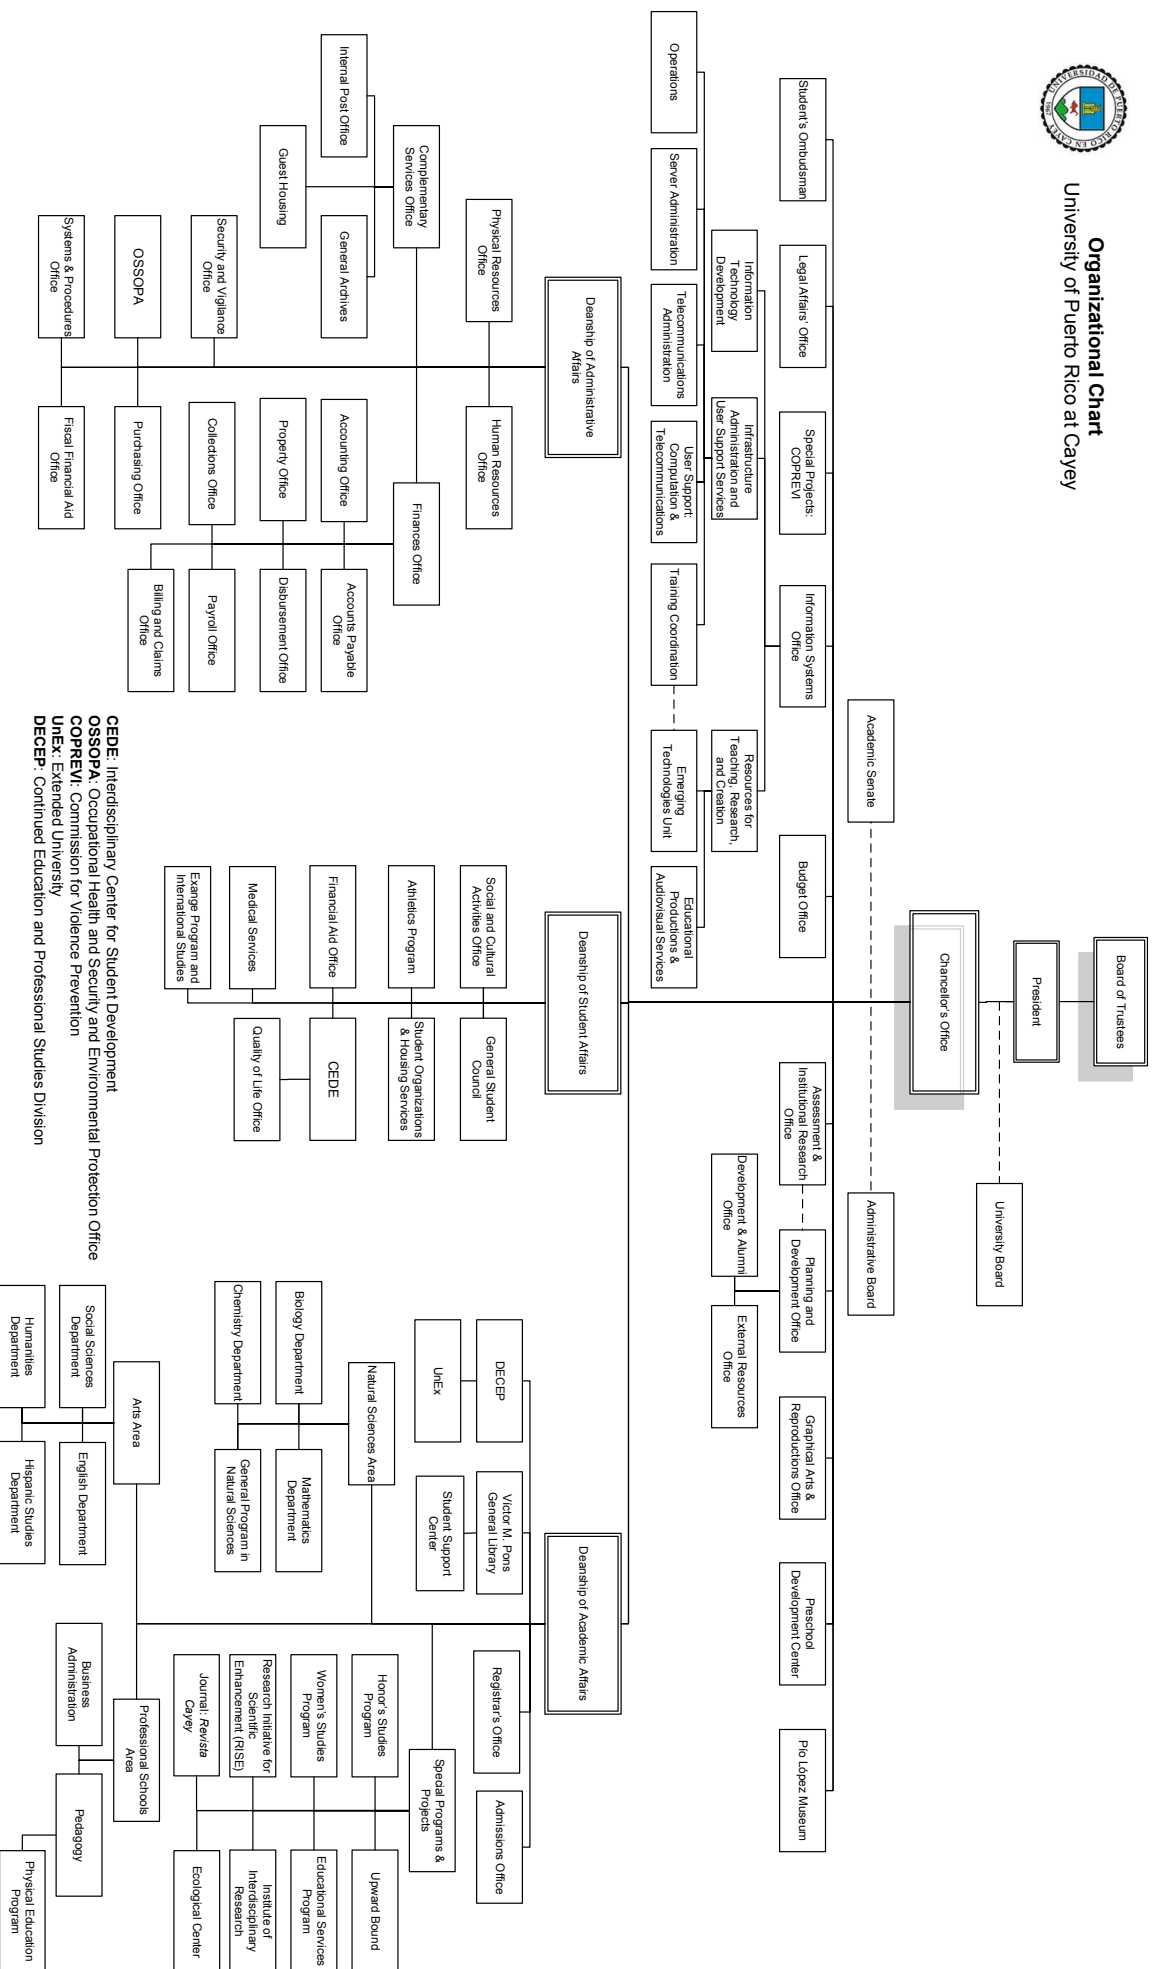 UNIVERSIDAD DE PUERTO RICO EN CAYEY
1967
Organizational Chart
University of Puerto Rico at Cayey
Board of Trustees
President
University Board
Chancellor's Office
Academic Senate
Administrative Board
Student's Ombudsman
Legal Affairs' Office
Special Projects:
COPREVI
Information Systems
Office
Budget Office
Assessment &
Institutional Research
Office
Planning and
Development Office
Graphical Arts &
Reproductions Office
Preschool
Development Center
Pío López Museum
Information
Technology
Development
Infrastructure
Administration and
User Support Services
Resources for
Teaching, Research,
and Creation
Development & Alumni
Office
External Resources
Office
Operations
Server Administration
Telecommunications
Administration
User Support:
Computation &
Telecommunications
Training Coordination
Emerging
Technologies Unit
Educational
Productions &
Audiovisual Services
Deanship of Administrative
Affairs
Deanship of Student Affairs
Deanship of Academic Affairs
Physical Resources
Office
Human Resources
Office
Complementary
Services Office
Finances Office
Internal Post Office
General Archives
Guest Housing
Accounting Office
Accounts Payable
Office
Property Office
Disbursement Office
Collections Office
Payroll Office
Billing and Claims
Office
Security and Vigilance
Office
OSSOPA
Purchasing Office
Systems & Procedures
Office
Fiscal Financial Aid
Office
Social and Cultural
Activities Office
General Student
Council
Athletics Program
Student Organizations
& Housing Services
Financial Aid Office
CEDE
Medical Services
Quality of Life Office
Exange Program and
International Studies
DECEP
Víctor M. Pons
General Library
Registrar's Office
Admissions Office
UnEx
Student Support
Center
Special Programs &
Projects
Natural Sciences Area
Honor's Studies
Program
Upward Bound
Biology Department
Mathematics
Department
Women's Studies
Program
Educational Services
Program
Chemistry Department
General Program in
Natural Sciences
Research Initiative for
Scientific
Enhancement (RISE)
Institute of
Interdisciplinary
Research
Journal: Revista
Cayey
Ecological Center
Arts Area
Professional Schools
Area
Social Sciences
Department
English Department
Business
Administration
Pedagogy
Humanities
Department
Hispanic Studies
Department
Physical Education
Program
CEDE: Interdisciplinary Center for Student Development
OSSOPA: Occupational Health and Security and Environmental Protection Office
COPREVI: Commission for Violence Prevention
UnEx: Extended University
DECEP: Continued Education and Professional Studies Division